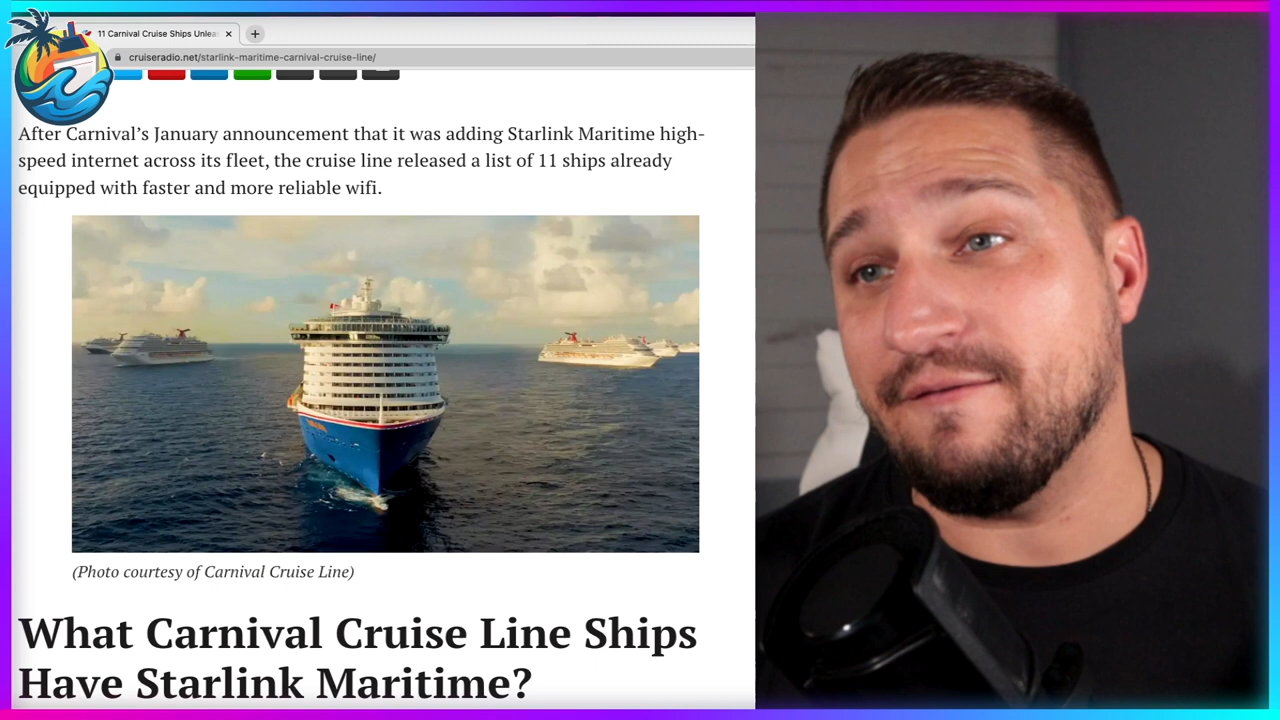 11 Carnival Cruise Ships Unlea
cruiseradio.net/starlink-maritime-carnival-cruise-line/
After Carnival's January announcement that it was adding Starlink Maritime high-
speed internet across its fleet, the cruise line released a list of 11 ships already
equipped with faster and more reliable wifi.
(Photo courtesy of Carnival Cruise Line)
What Carnival Cruise Line Ships
Have Starlink Maritime?